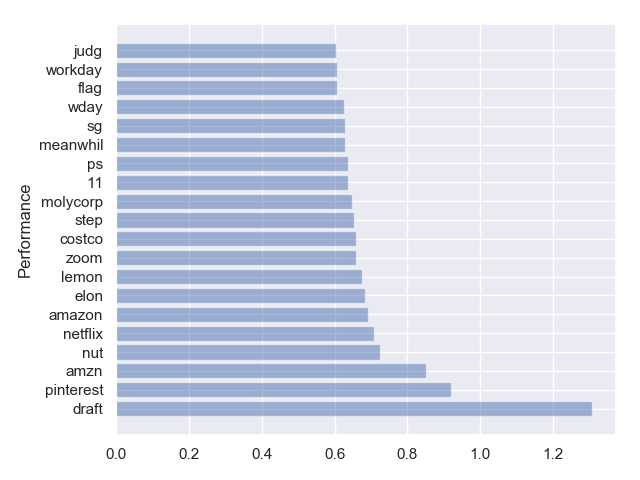 judg
workday
flag
wday
sg
meanwhil
ps
11
molycorp
step
costco
zoom
lemon
elon
amazon
netflix
nut
amzn
pinterest
draft
Performance
0.0 0.2 0.4 0.6 0.8 1.0 1.2